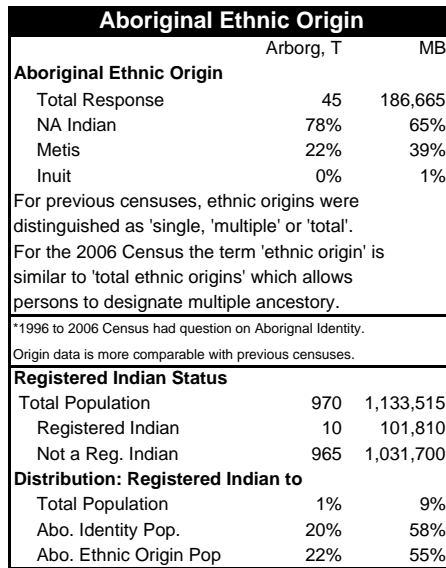 Aboriginal Ethnic Origin
Arborg, T MB
Aboriginal Ethnic Origin
Total Response 45 186,665
NA Indian 78% 65%
Metis 22% 39%
Inuit 0% 1%
For previous censuses, ethnic origins were
distinguished as 'single, 'multiple' or 'total'.
For the 2006 Census the term 'ethnic origin' is
similar to 'total ethnic origins' which allows
persons to designate multiple ancestory.
*1996 to 2006 Census had question on Aborignal Identity.
Origin data is more comparable with previous censuses.
Registered Indian Status
Total Population 970 1,133,515
Registered Indian 10 101,810
Not a Reg. Indian 965 1,031,700
Distribution: Registered Indian to
Total Population 1% 9%
Abo. Identity Pop. 20% 58%
Abo. Ethnic Origin Pop 22% 55%